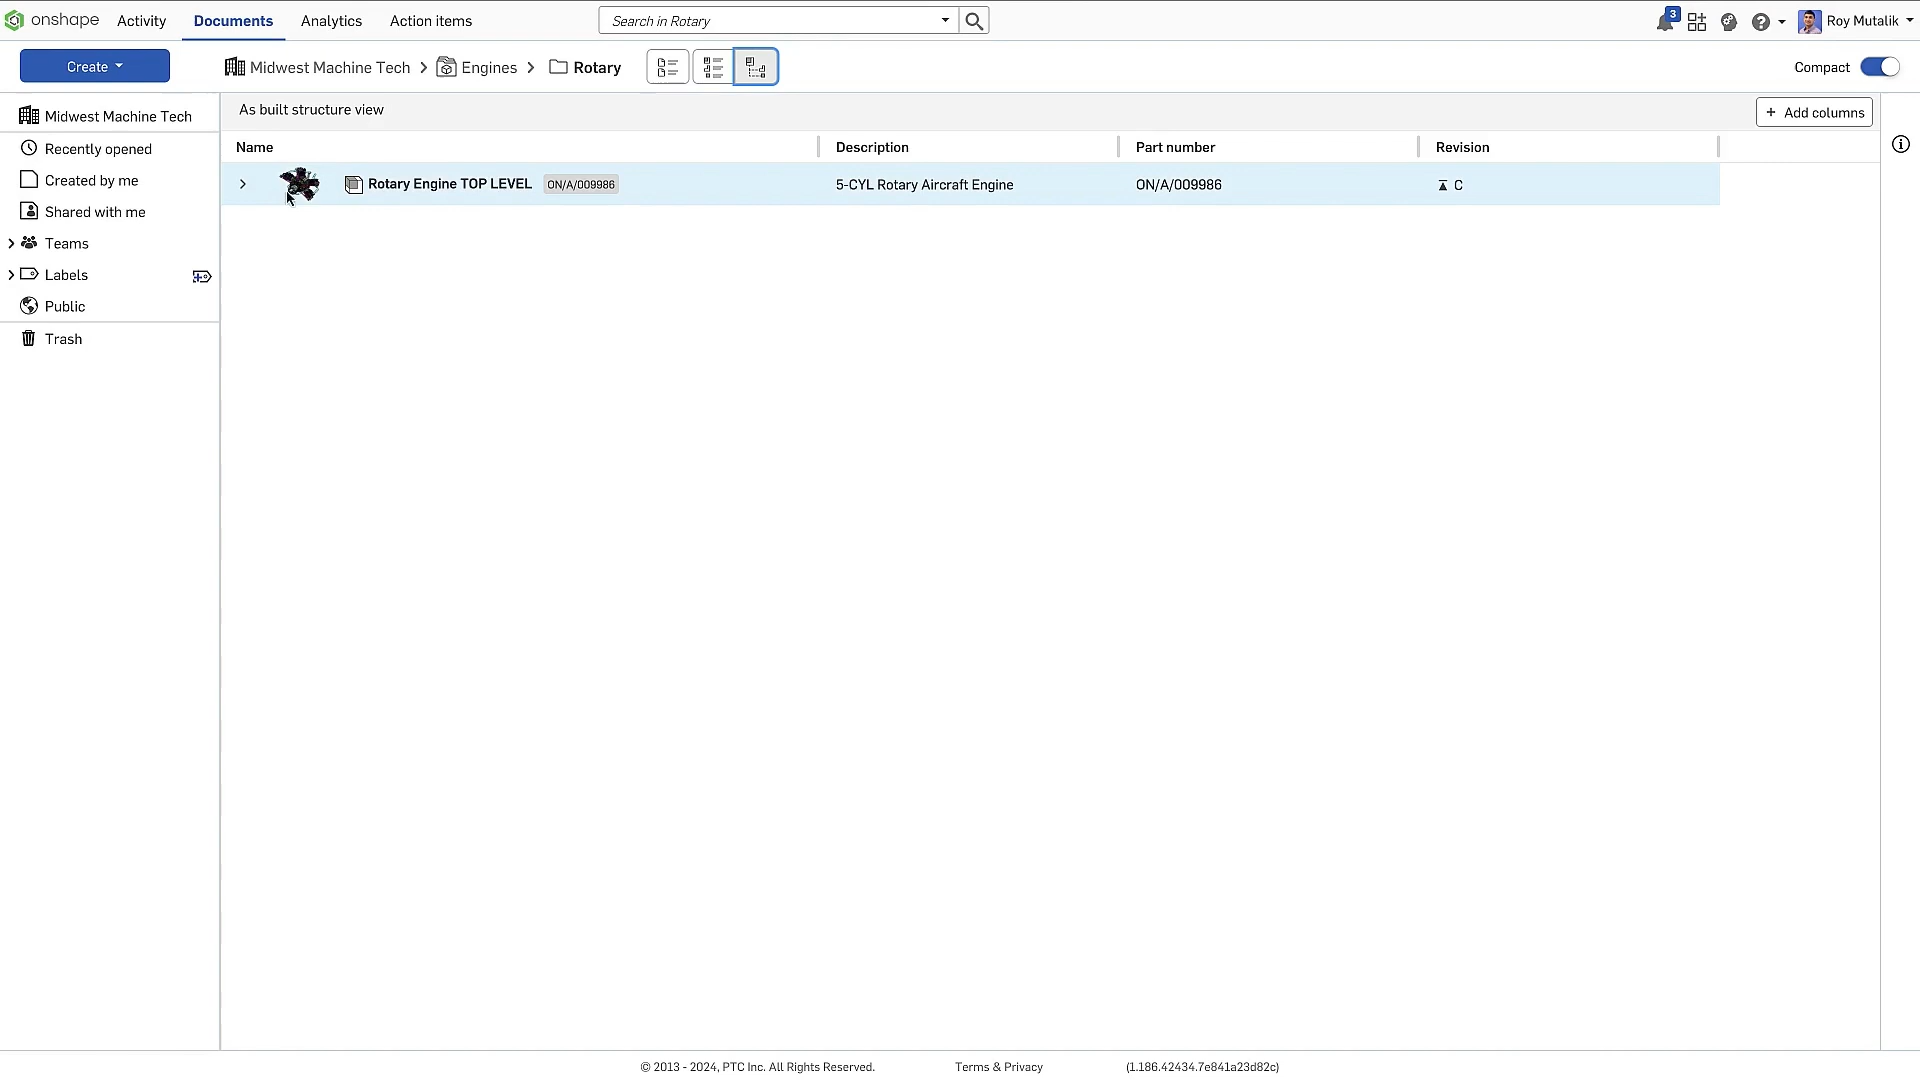 onshape Activity Documents Analytics Action items Search in Rotary 3 Roy Mutalik
Create Midwest Machine Tech Engines Rotary Compact
Midwest Machine Tech
Recently opened
Created by me
Shared with me
Teams
Labels
Public
Trash
As built structure view + Add columns
Name Description Part number Revision
Rotary Engine TOP LEVEL ON/A/009986 5-CYL Rotary Aircraft Engine ON/A/009986 C
© 2013 - 2024, PTC Inc. All Rights Reserved. Terms & Privacy (1.186.42434.7e841a23d82c)